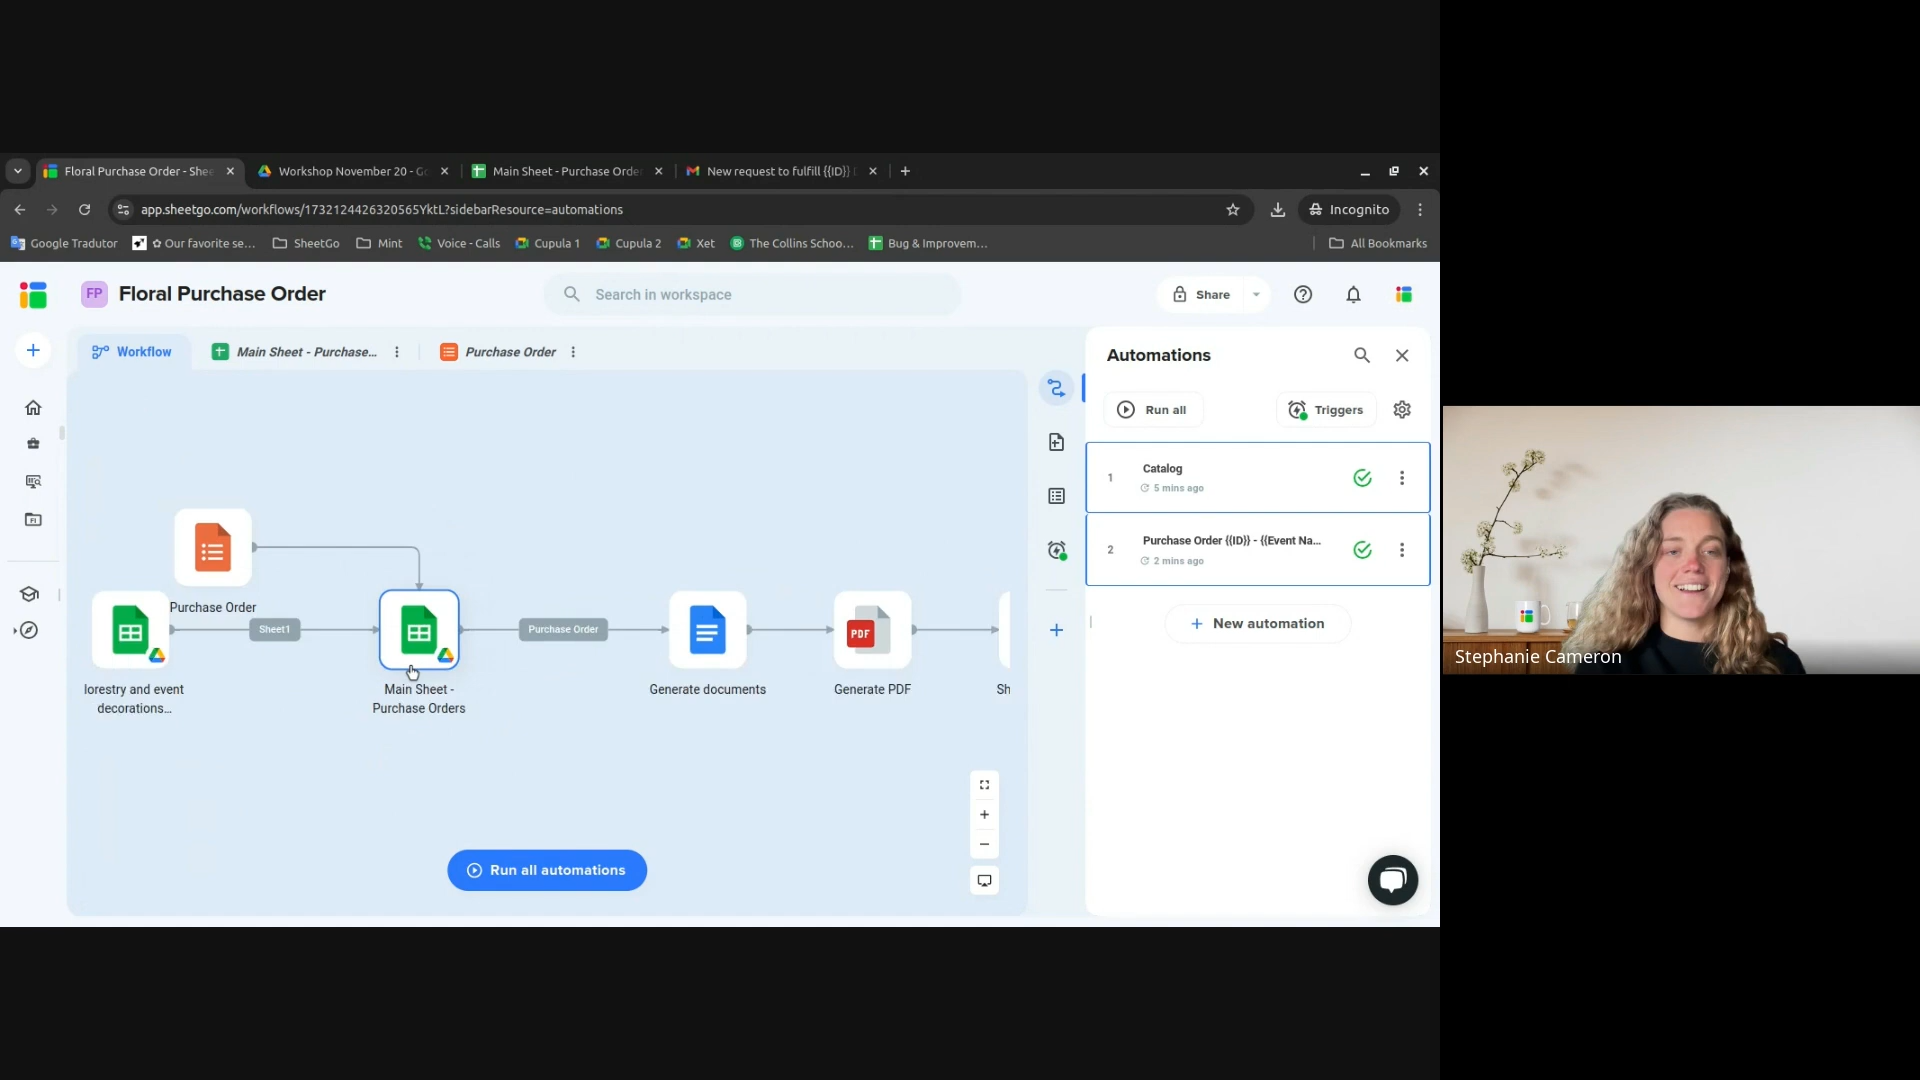 Floral Purchase Order - Shee
Workshop November 20 - Go
Main Sheet - Purchase Order
New request to fulfill {{ID}}
app.sheetgo.com/workflows/1732124426320565YktL?sidebarResource=automations
Incognito
Google Tradutor
Our favorite se...
SheetGo
Mint
Voice - Calls
Cupula 1
Cupula 2
Xet
The Collins Schoo...
Bug & Improvem...
All Bookmarks
FP
Floral Purchase Order
Search in workspace
Share
Workflow
Main Sheet - Purchase...
Purchase Order
Automations
Run all
Triggers
1
Catalog
5 mins ago
2
Purchase Order {{ID}} - {{Event Na...
2 mins ago
New automation
Purchase Order
Sheet1
Purchase Order
PDF
lorestry and event
decorations...
Main Sheet -
Purchase Orders
Generate documents
Generate PDF
Sh
Run all automations
Stephanie Cameron